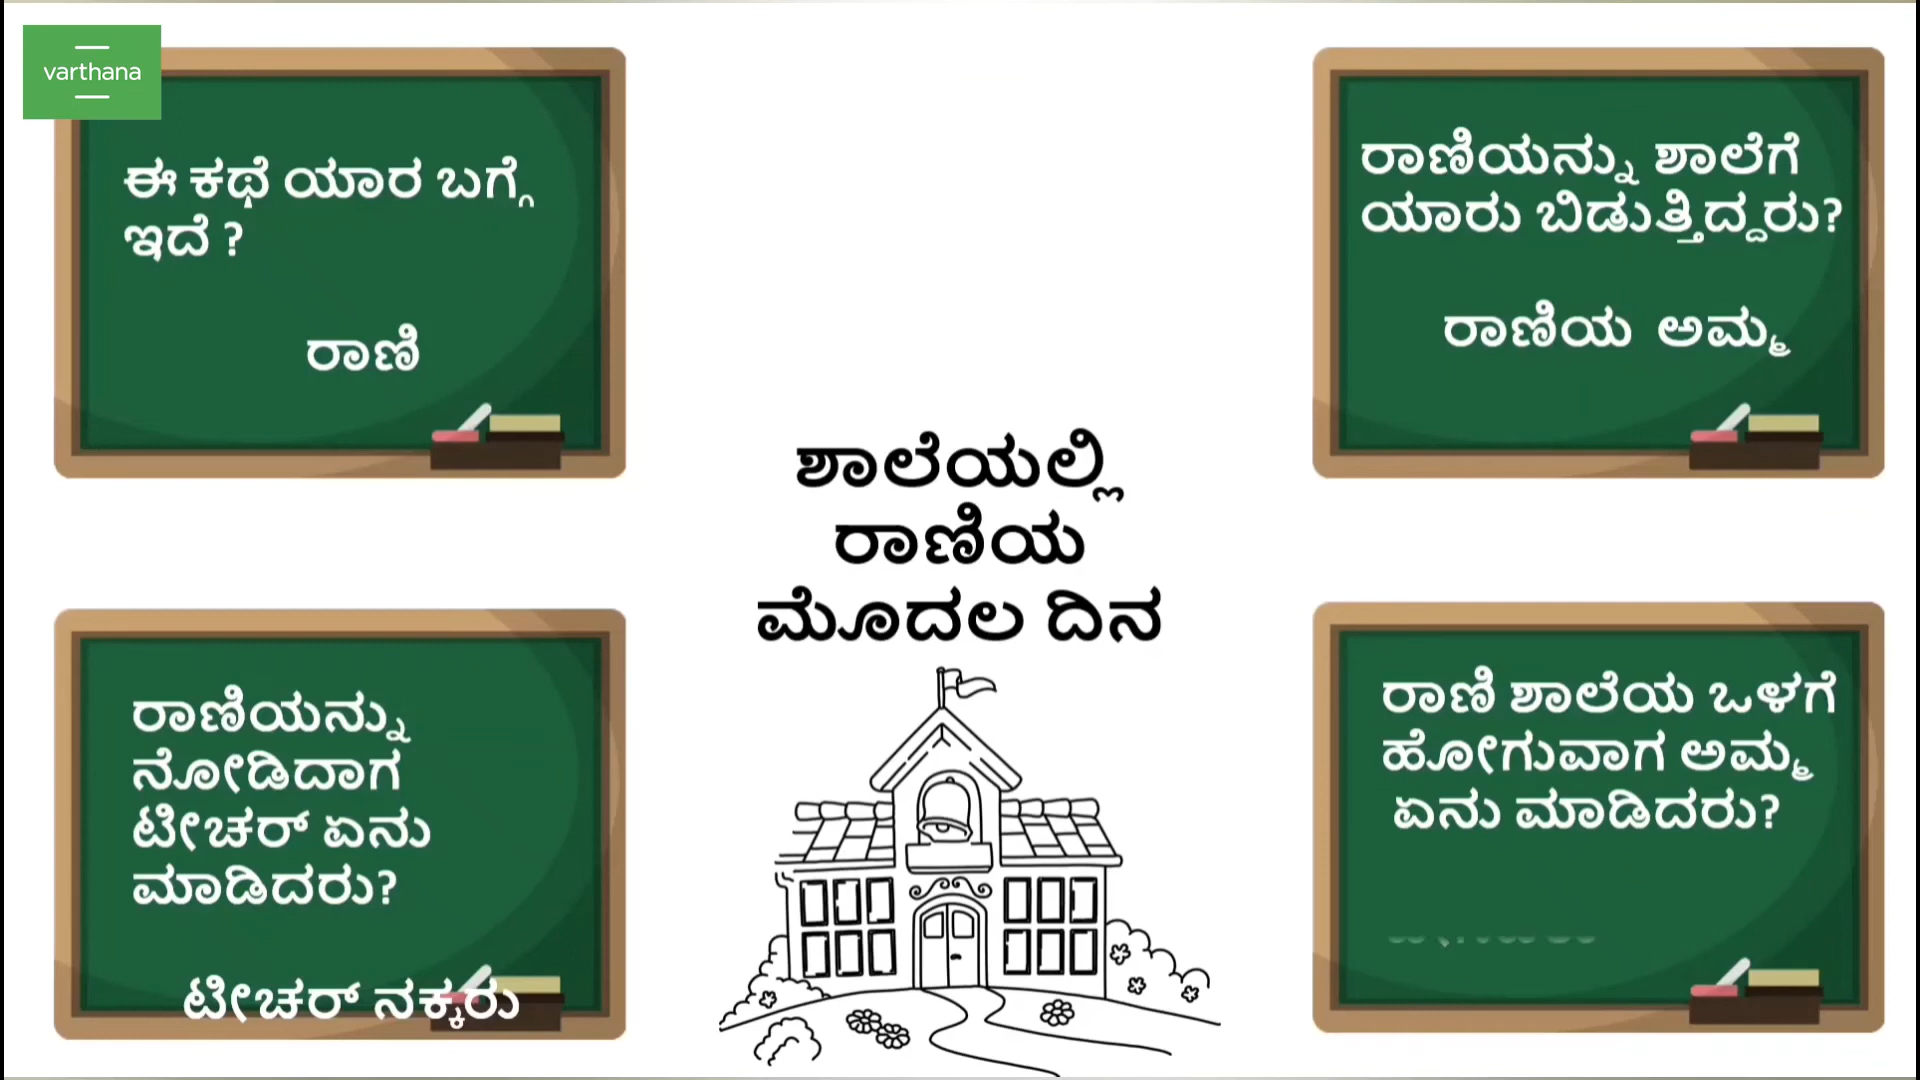 varthana
ಈ ಕಥೆ ಯಾರ ಬಗ್ಗೆ
ಇದೆ ?
ರಾಣಿ
ರಾಣಿಯನ್ನು ಶಾಲೆಗೆ
ಯಾರು ಬಿಡುತ್ತಿದ್ದರು?
ರಾಣಿಯ ಅಮ್ಮ
ಶಾಲೆಯಲ್ಲಿ
ರಾಣಿಯ
ಮೊದಲ ದಿನ
ರಾಣಿಯನ್ನು
ನೋಡಿದಾಗ
ಟೀಚರ್ ಏನು
ಮಾಡಿದರು?
ಟೀಚರ್ ನಕ್ಕರು
ರಾಣಿ ಶಾಲೆಯ ಒಳಗೆ
ಹೋಗುವಾಗ ಅಮ್ಮ
ಏನು ಮಾಡಿದರು?